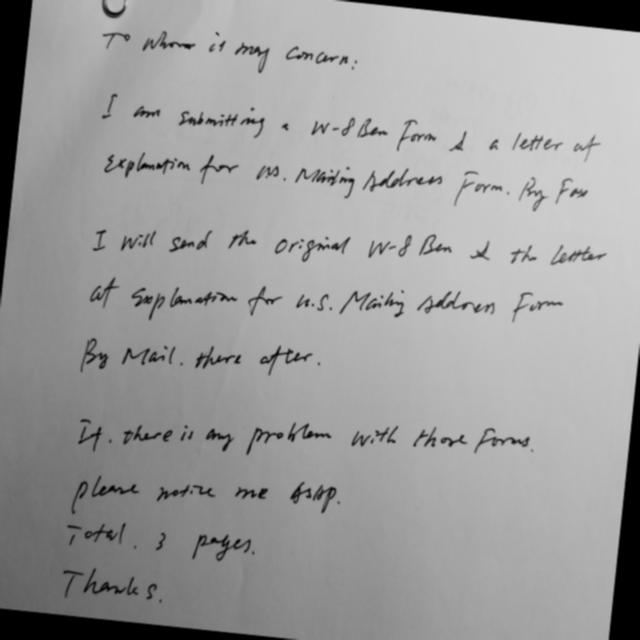 To Whom it may concern:
I am submitting a W-8Ben Form & a letter of
Explanation for US. Mailing Address Form. By Fax
I will send the original W-8 Ben & the letter
of Explanation for U.S. Mailing Address Form
By Mail. there after.
If. there is any problem with those Forms.
please notice me ASAP.
Total. 3 pages.
Thanks.